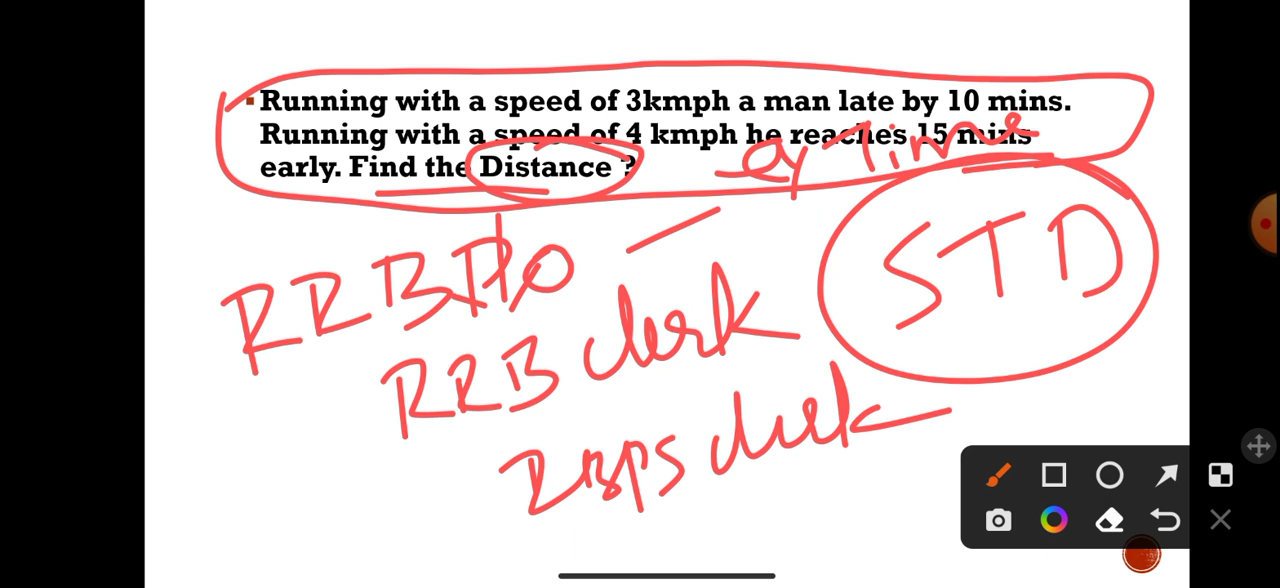 Running with a speed of 3kmph a man late by 10 mins.
Running with a speed of 4 kmph he reaches 15 mins
early. Find the Distance ?
Time
RRB PO
STD
RRB clerk
IBPS clerk